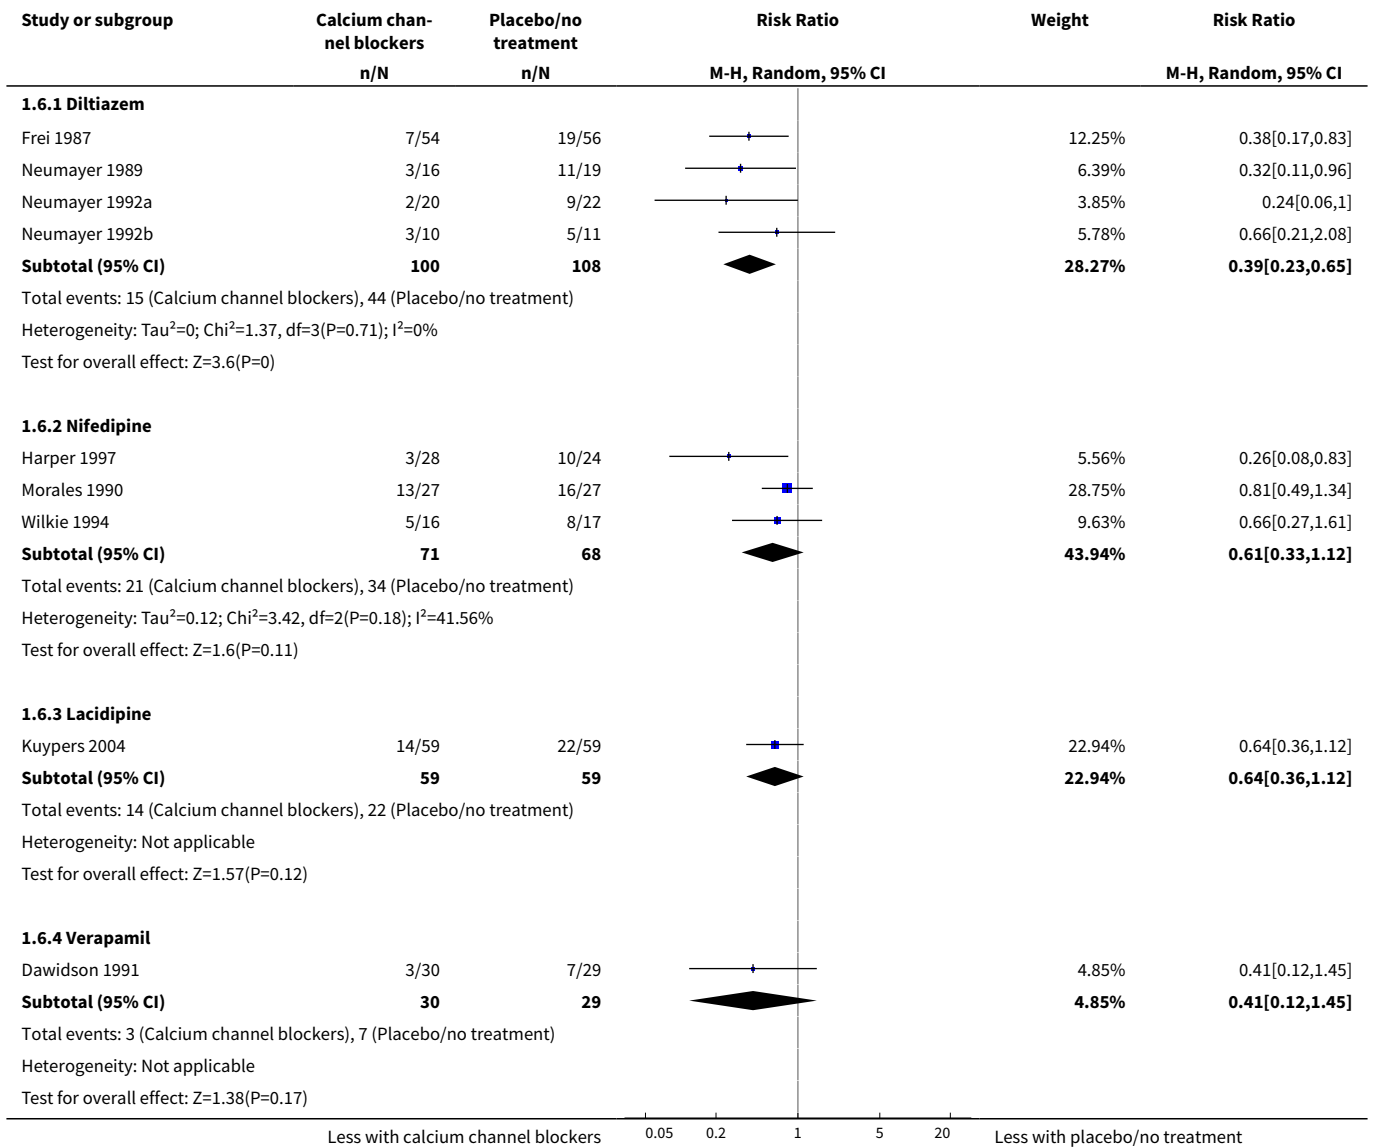 Study or subgroup Calcium chan- Placebo/no Risk Ratio Weight Risk Ratio
nel blockers treatment
n/N n/N M-H, Random, 95% CI M-H, Random, 95% CI
1.6.1 Diltiazem
Frei 1987 7/54 19/56 12.25% 0.38[0.17,0.83]
Neumayer 1989 3/16 11/19 6.39% 0.32[0.11,0.96]
Neumayer 1992a 2/20 9/22 3.85% 0.24[0.06,1]
Neumayer 1992b 3/10 5/11 5.78% 0.66[0.21,2.08]
Subtotal (95% CI) 100 108 28.27% 0.39[0.23,0.65]
Total events: 15 (Calcium channel blockers), 44 (Placebo/no treatment)
Heterogeneity: Tau²=0; Chi²=1.37, df=3(P=0.71); I²=0%
Test for overall effect: Z=3.6(P=0)
1.6.2 Nifedipine
Harper 1997 3/28 10/24 5.56% 0.26[0.08,0.83]
Morales 1990 13/27 16/27 28.75% 0.81[0.49,1.34]
Wilkie 1994 5/16 8/17 9.63% 0.66[0.27,1.61]
Subtotal (95% CI) 71 68 43.94% 0.61[0.33,1.12]
Total events: 21 (Calcium channel blockers), 34 (Placebo/no treatment)
Heterogeneity: Tau²=0.12; Chi²=3.42, df=2(P=0.18); I²=41.56%
Test for overall effect: Z=1.6(P=0.11)
1.6.3 Lacidipine
Kuypers 2004 14/59 22/59 22.94% 0.64[0.36,1.12]
Subtotal (95% CI) 59 59 22.94% 0.64[0.36,1.12]
Total events: 14 (Calcium channel blockers), 22 (Placebo/no treatment)
Heterogeneity: Not applicable
Test for overall effect: Z=1.57(P=0.12)
1.6.4 Verapamil
Dawidson 1991 3/30 7/29 4.85% 0.41[0.12,1.45]
Subtotal (95% CI) 30 29 4.85% 0.41[0.12,1.45]
Total events: 3 (Calcium channel blockers), 7 (Placebo/no treatment)
Heterogeneity: Not applicable
Test for overall effect: Z=1.38(P=0.17)
Less with calcium channel blockers 0.05 0.2 1 5 20 Less with placebo/no treatment